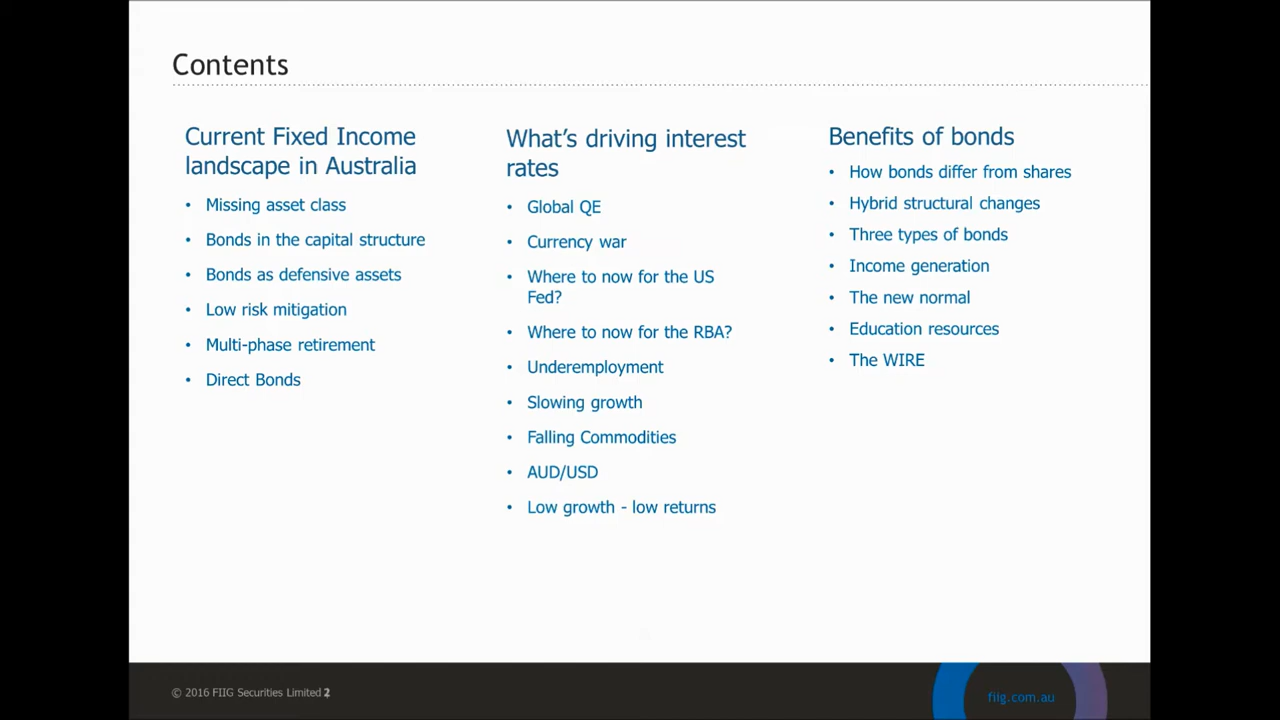 Contents
Current Fixed Income
landscape in Australia
• Missing asset class
• Bonds in the capital structure
• Bonds as defensive assets
• Low risk mitigation
• Multi-phase retirement
• Direct Bonds
What’s driving interest
rates
• Global QE
• Currency war
• Where to now for the US
Fed?
• Where to now for the RBA?
• Underemployment
• Slowing growth
• Falling Commodities
• AUD/USD
• Low growth - low returns
Benefits of bonds
• How bonds differ from shares
• Hybrid structural changes
• Three types of bonds
• Income generation
• The new normal
• Education resources
• The WIRE
© 2016 FIIG Securities Limited 2
fiig.com.au